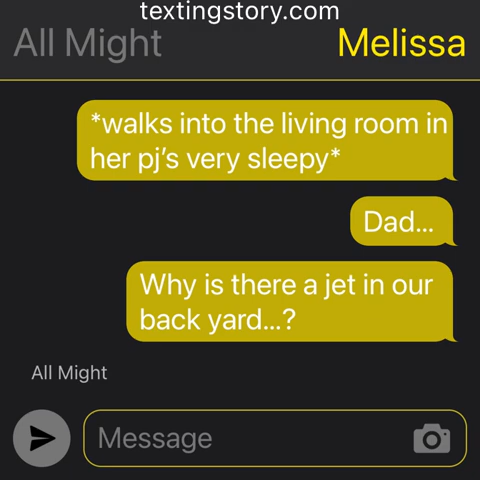 textingstory.com
All Might
Melissa
*walks into the living room in
her pj’s very sleepy*
Dad...
Why is there a jet in our
back yard...?
All Might
Message